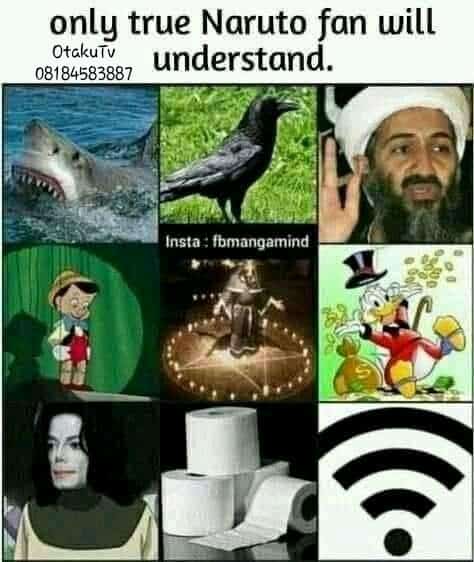 only true Naruto fan will
OtakuTv
08184583887
understand.
Insta : fbmangamind